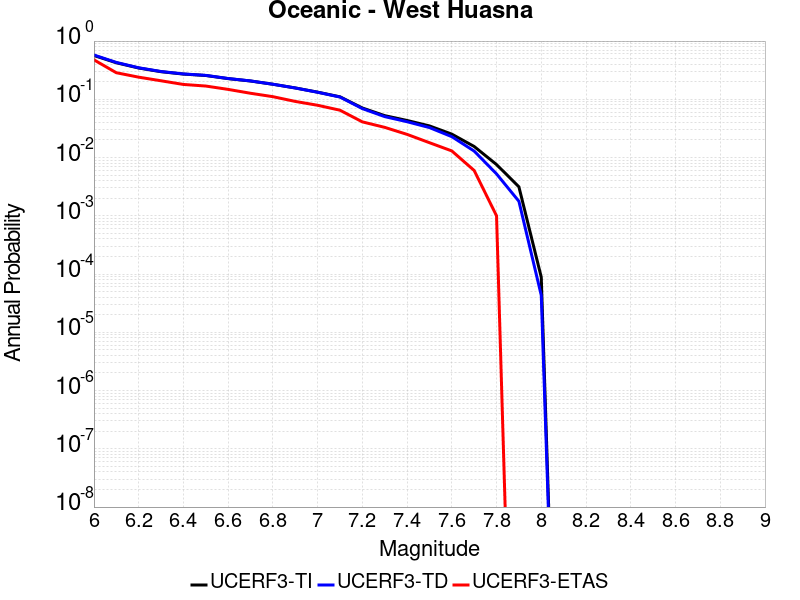 Oceanic - West Huasna
10^0
10^-1
10^-2
10^-3
10^-4
10^-5
10^-6
10^-7
10^-8
Annual Probability
6 6.2 6.4 6.6 6.8 7 7.2 7.4 7.6 7.8 8 8.2 8.4 8.6 8.8 9
Magnitude
UCERF3-TI UCERF3-TD UCERF3-ETAS